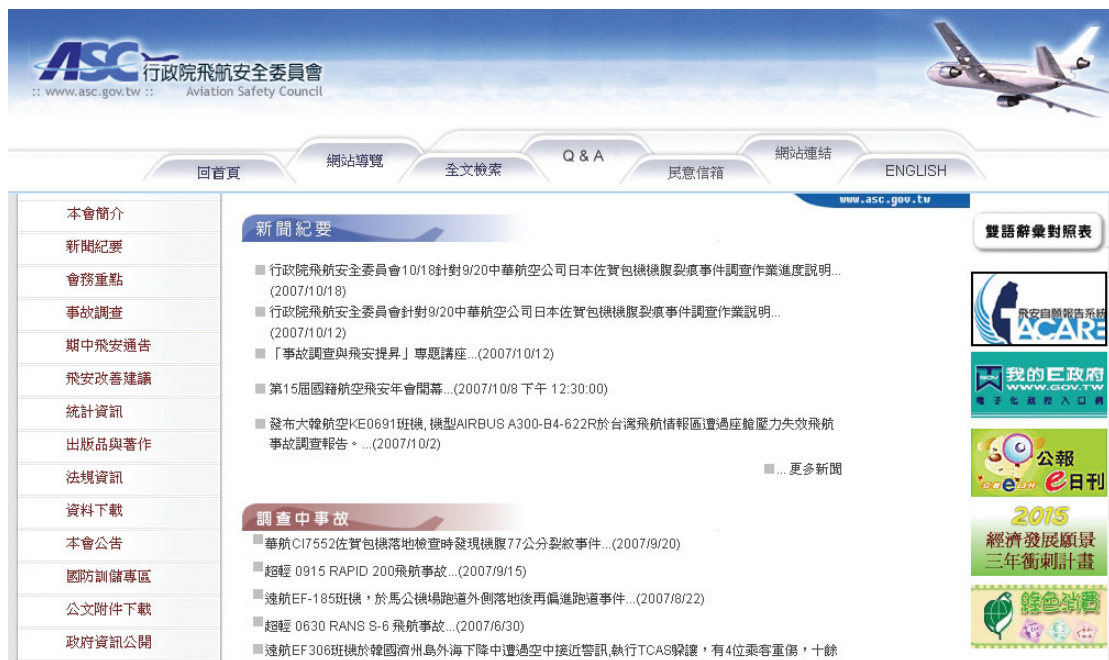 ASC 行政院飛航安全委員會
:: www.asc.gov.tw :: Aviation Safety Council
回首頁
網站導覽
全文檢索
Q & A
民意信箱
網站連結
ENGLISH
www.asc.gov.tw
本會簡介
新聞紀要
會務重點
事故調查
期中飛安通告
飛安改善建議
統計資訊
出版品與著作
法規資訊
資料下載
本會公告
國防訓儲專區
公文附件下載
政府資訊公開
新聞紀要
行政院飛航安全委員會10/18針對9/20中華航空公司日本佐賀包機機腹裂痕事件調查作業進度說明...
(2007/10/18)
行政院飛航安全委員會針對9/20中華航空公司日本佐賀包機機腹裂痕事件調查作業說明...
(2007/10/12)
「事故調查與飛安提昇」專題講座...(2007/10/12)
第15屆國籍航空飛安年會開幕...(2007/10/8 下午 12:30:00)
發布大韓航空KE0691班機, 機型AIRBUS A300-B4-622R於台灣飛航情報區遭遇座艙壓力失效飛航
事故調查報告。...(2007/10/2)
... 更多新聞
調查中事故
華航CI7552佐賀包機落地檢查時發現機腹77公分裂紋事件...(2007/9/20)
超輕 0915 RAPID 200飛航事故...(2007/9/15)
遠航EF-185班機，於馬公機場跑道外側落地後再偏進跑道事件...(2007/8/22)
超輕 0630 RANS S-6 飛航事故...(2007/6/30)
遠航EF306班機於韓國濟州島外海下降中遭遇空中接近警訊,執行TCAS躲讓，有4位乘客重傷，十餘
雙語辭彙對照表
飛安自願報告系統
TACARE
我的E政府
WWW.GOV.TW
電子化政府入口網
公報
e日刊
2015
經濟發展願景
三年衝刺計畫
綠色消費